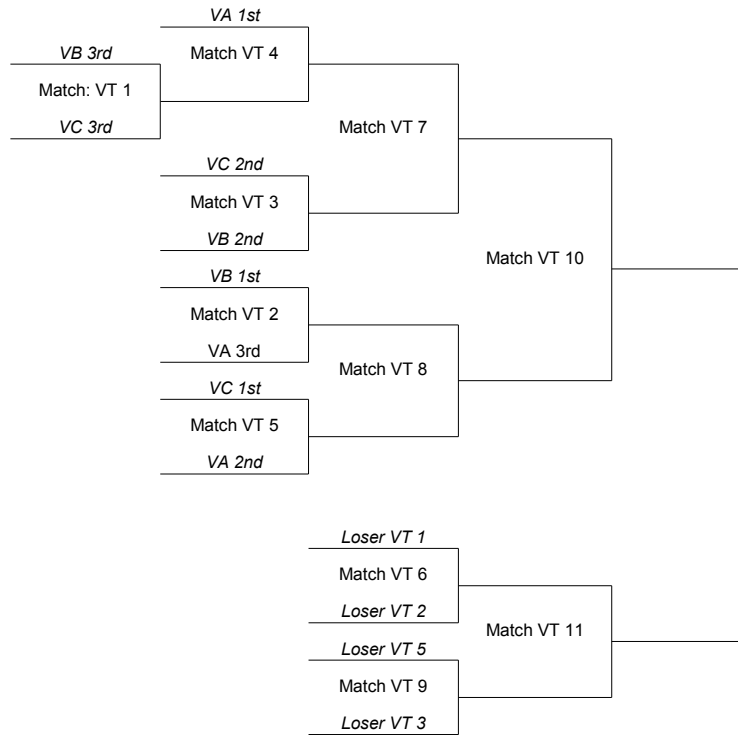 VA 1st
VB 3rd
Match VT 4
Match: VT 1
VC 3rd
Match VT 7
VC 2nd
Match VT 3
VB 2nd
Match VT 10
VB 1st
Match VT 2
VA 3rd
Match VT 8
VC 1st
Match VT 5
VA 2nd
Loser VT 1
Match VT 6
Loser VT 2
Match VT 11
Loser VT 5
Match VT 9
Loser VT 3